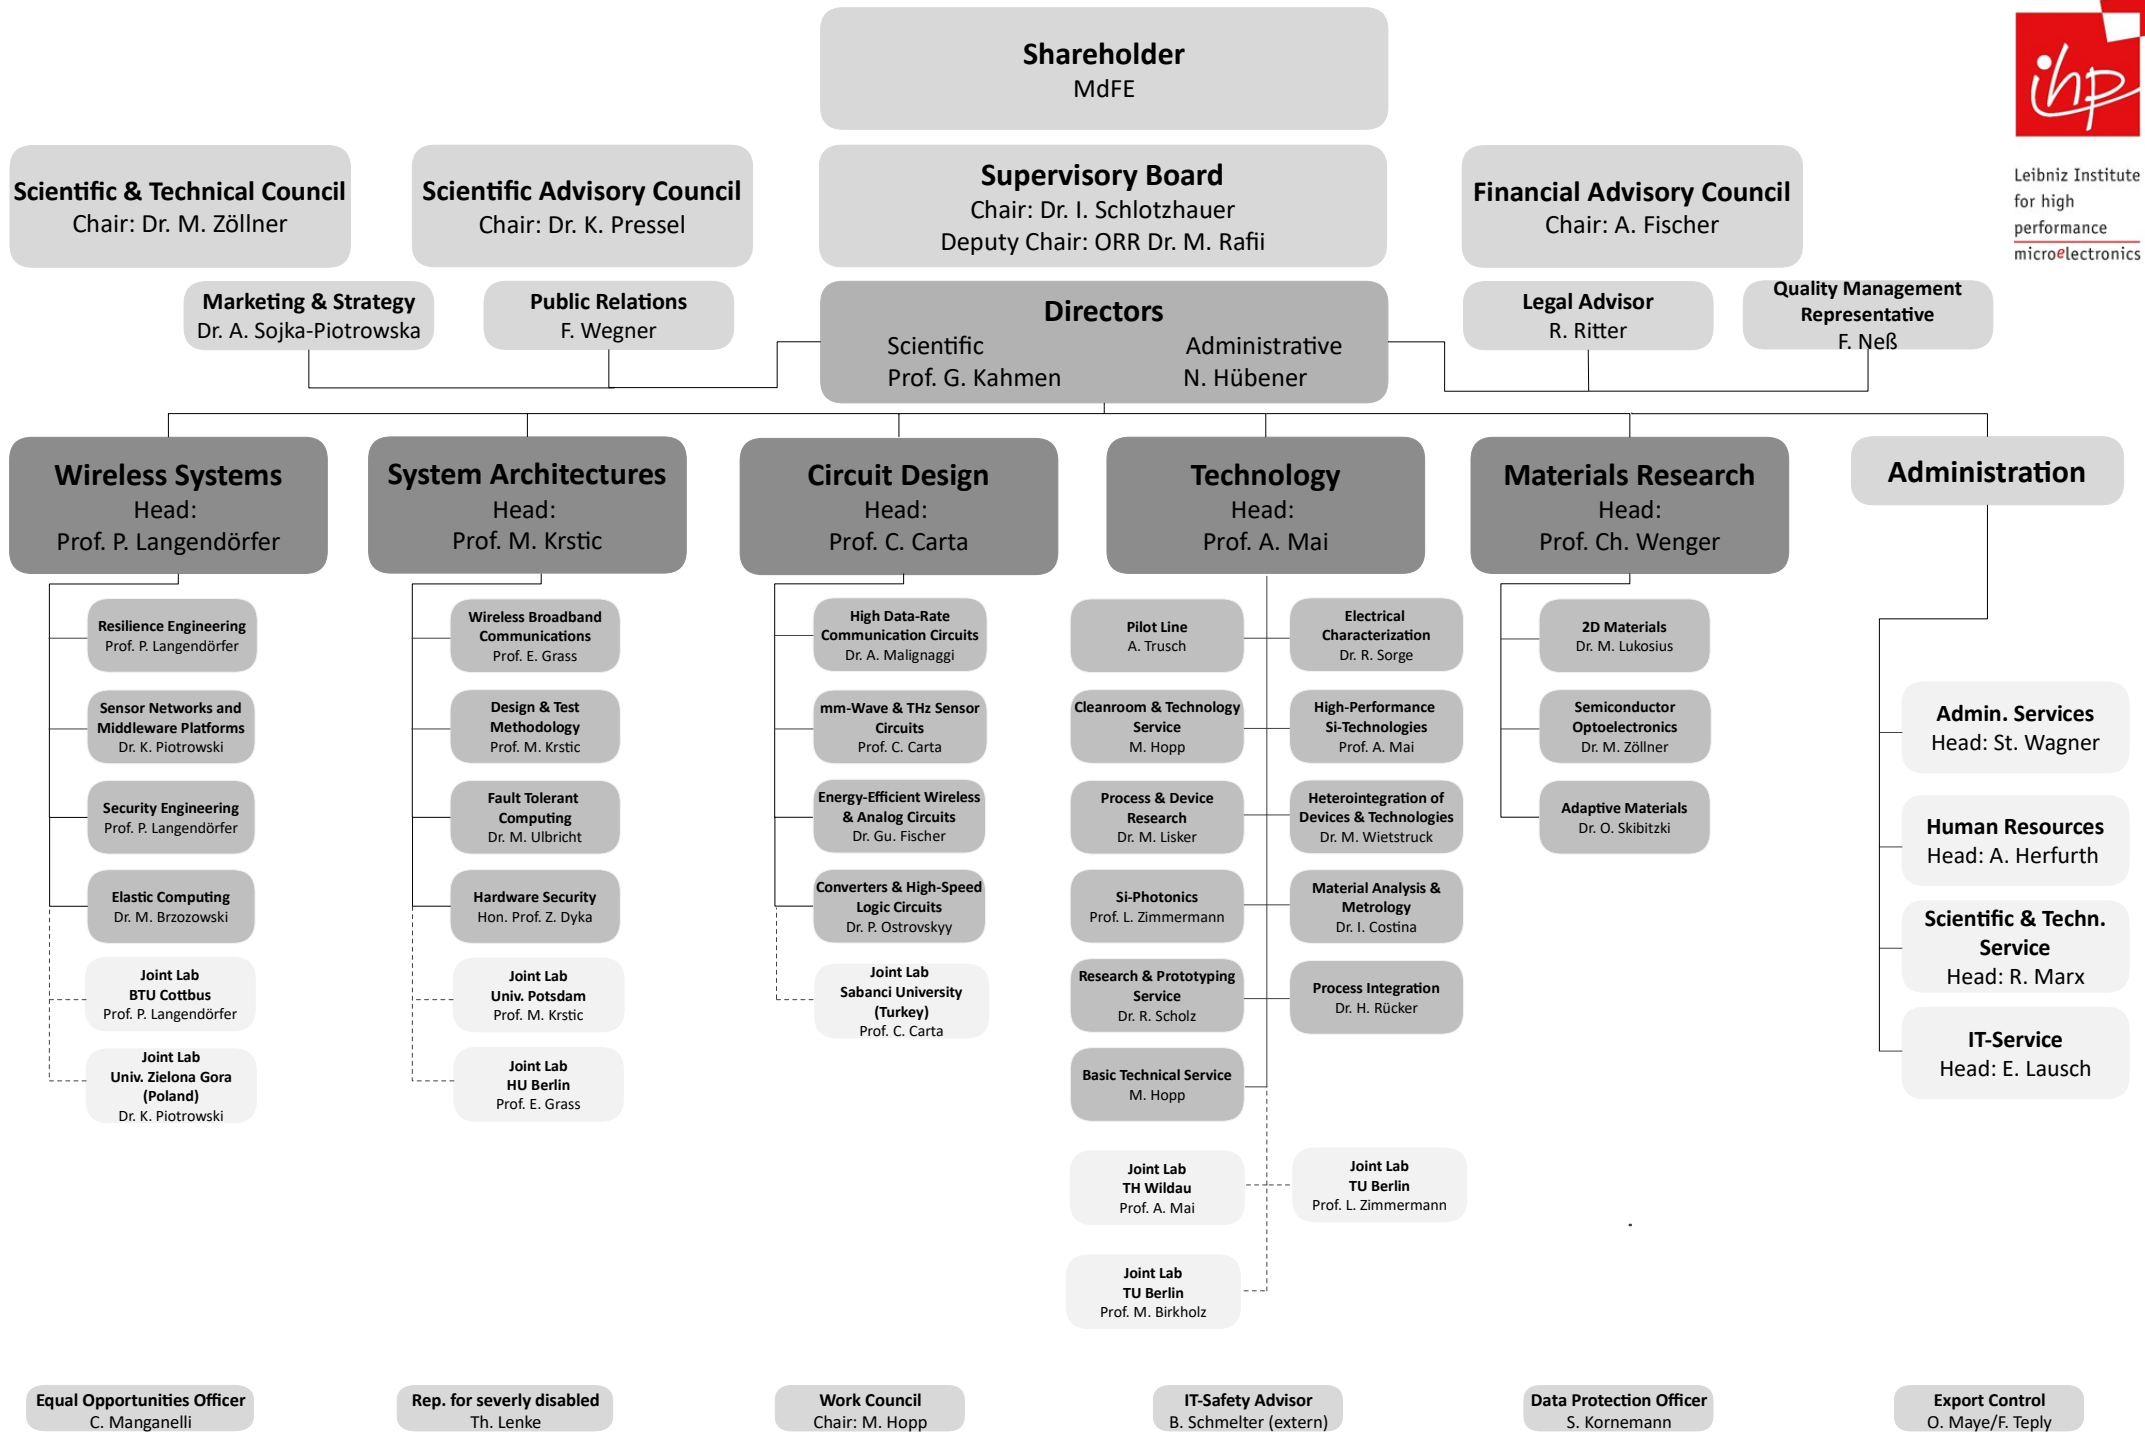 Shareholder
MdFE
ihp
Leibniz Institute
for high
performance
microelectronics
Scientific & Technical Council
Chair: Dr. M. Zöllner
Scientific Advisory Council
Chair: Dr. K. Pressel
Supervisory Board
Chair: Dr. I. Schlotzhauer
Deputy Chair: ORR Dr. M. Rafii
Financial Advisory Council
Chair: A. Fischer
Marketing & Strategy
Dr. A. Sojka-Piotrowska
Public Relations
F. Wegner
Directors
Scientific
Prof. G. Kahmen
Administrative
N. Hübener
Legal Advisor
R. Ritter
Quality Management
Representative
F. Neß
Wireless Systems
Head:
Prof. P. Langendörfer
System Architectures
Head:
Prof. M. Krstic
Circuit Design
Head:
Prof. C. Carta
Technology
Head:
Prof. A. Mai
Materials Research
Head:
Prof. Ch. Wenger
Administration
Resilience Engineering
Prof. P. Langendörfer
Sensor Networks and
Middleware Platforms
Dr. K. Piotrowski
Security Engineering
Prof. P. Langendörfer
Elastic Computing
Dr. M. Brzozowski
Joint Lab
BTU Cottbus
Prof. P. Langendörfer
Joint Lab
Univ. Zielona Gora
(Poland)
Dr. K. Piotrowski
Wireless Broadband
Communications
Prof. E. Grass
Design & Test
Methodology
Prof. M. Krstic
Fault Tolerant
Computing
Dr. M. Ulbricht
Hardware Security
Hon. Prof. Z. Dyka
Joint Lab
Univ. Potsdam
Prof. M. Krstic
Joint Lab
HU Berlin
Prof. E. Grass
High Data-Rate
Communication Circuits
Dr. A. Malignaggi
mm-Wave & THz Sensor
Circuits
Prof. C. Carta
Energy-Efficient Wireless
& Analog Circuits
Dr. Gu. Fischer
Converters & High-Speed
Logic Circuits
Dr. P. Ostrovskyy
Joint Lab
Sabanci University
(Turkey)
Prof. C. Carta
Pilot Line
A. Trusch
Cleanroom & Technology
Service
M. Hopp
Process & Device
Research
Dr. M. Lisker
Si-Photonics
Prof. L. Zimmermann
Research & Prototyping
Service
Dr. R. Scholz
Basic Technical Service
M. Hopp
Joint Lab
TH Wildau
Prof. A. Mai
Joint Lab
TU Berlin
Prof. M. Birkholz
Electrical
Characterization
Dr. R. Sorge
High-Performance
Si-Technologies
Prof. A. Mai
Heterointegration of
Devices & Technologies
Dr. M. Wietstruck
Material Analysis &
Metrology
Dr. I. Costina
Process Integration
Dr. H. Rücker
Joint Lab
TU Berlin
Prof. L. Zimmermann
2D Materials
Dr. M. Lukosius
Semiconductor
Optoelectronics
Dr. M. Zöllner
Adaptive Materials
Dr. O. Skibitzki
Admin. Services
Head: St. Wagner
Human Resources
Head: A. Herfurth
Scientific & Techn.
Service
Head: R. Marx
IT-Service
Head: E. Lausch
Equal Opportunities Officer
C. Manganelli
Rep. for severly disabled
Th. Lenke
Work Council
Chair: M. Hopp
IT-Safety Advisor
B. Schmelter (extern)
Data Protection Officer
S. Kornemann
Export Control
O. Maye/F. Teply